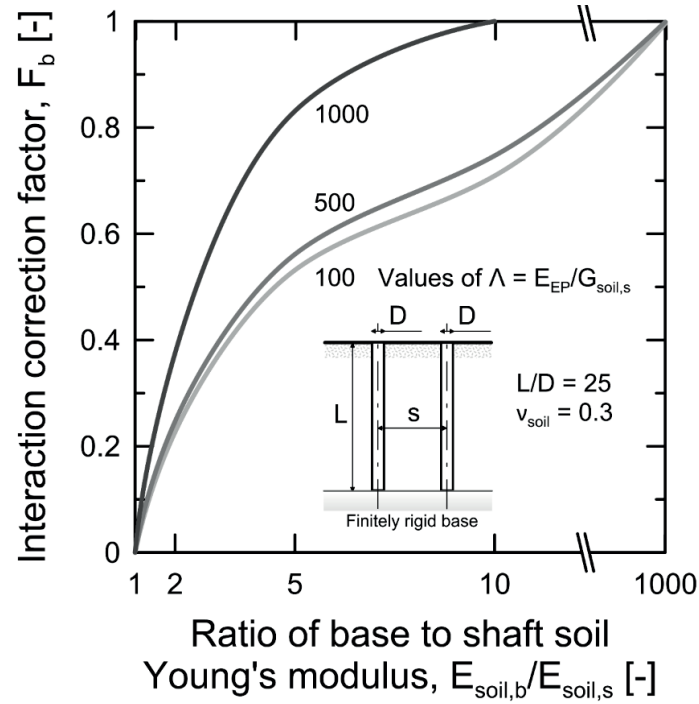 Interaction correction factor, F_b [-]
1
0.8
0.6
0.4
0.2
0
1000
500
100
Values of Λ = E_EP/G_soil,s
D
D
L
s
L/D = 25
ν_soil = 0.3
Finitely rigid base
1
2
5
10
1000
Ratio of base to shaft soil
Young's modulus, E_soil,b/E_soil,s [-]